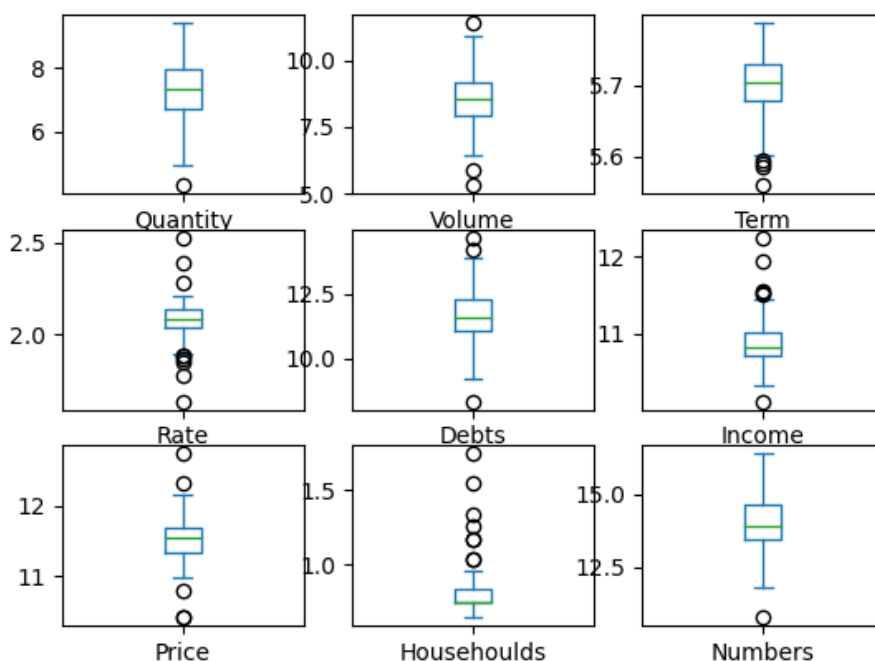 8
6
Quantity
10.0
7.5
5.0
Volume
5.7
5.6
Term
2.5
2.0
Rate
12.5
10.0
Debts
12
11
Income
12
11
Price
1.5
1.0
Househoulds
15.0
12.5
Numbers